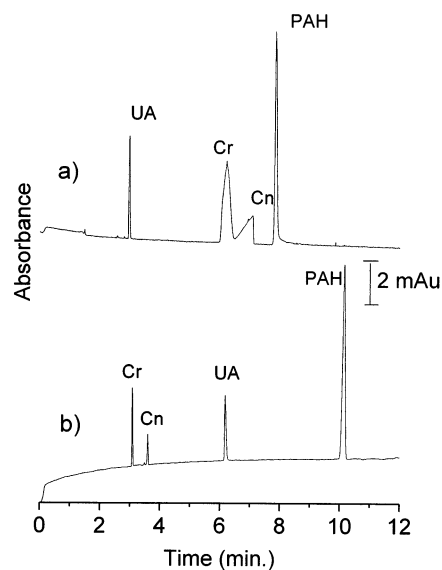 PAH
UA
Cr
a)
Cn
Absorbance
PAH
2 mAu
Cr
UA
Cn
b)
0 2 4 6 8 10 12
Time (min.)